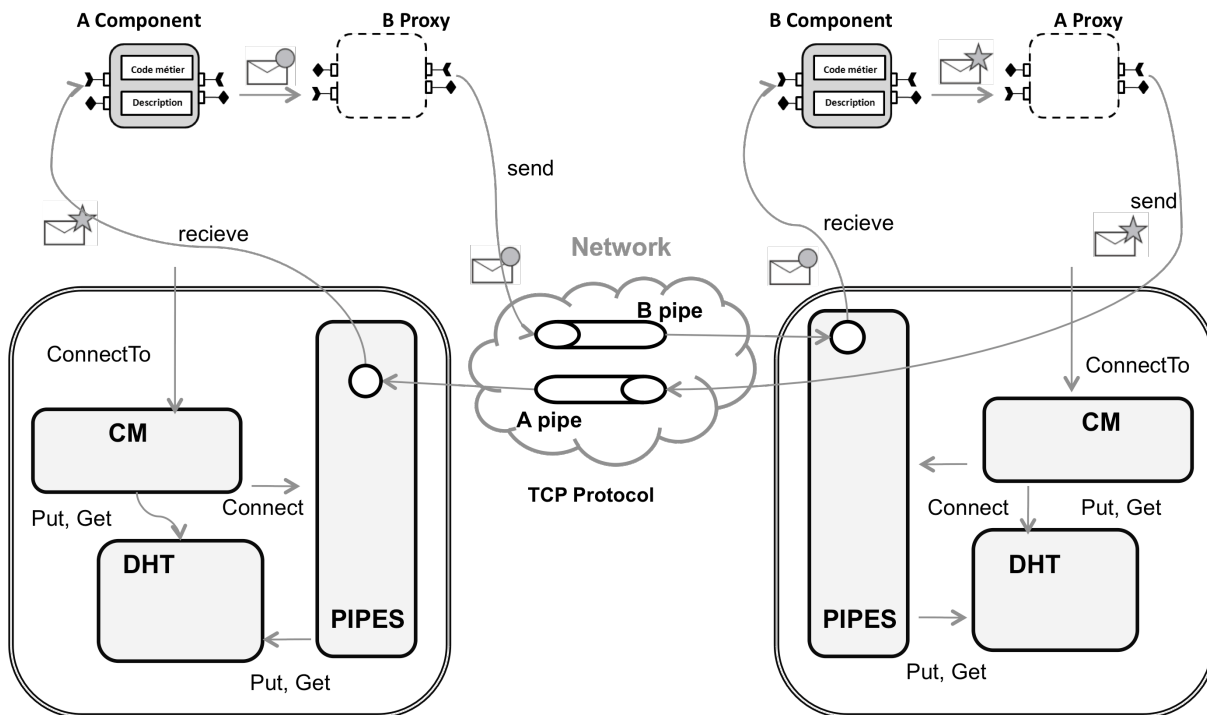 A Component
B Proxy
B Component
A Proxy
Code métier
Description
Code métier
Description
send
send
recieve
recieve
Network
B pipe
A pipe
TCP Protocol
ConnectTo
CM
Connect
Put, Get
DHT
PIPES
Put, Get
ConnectTo
CM
Connect
Put, Get
DHT
PIPES
Put, Get